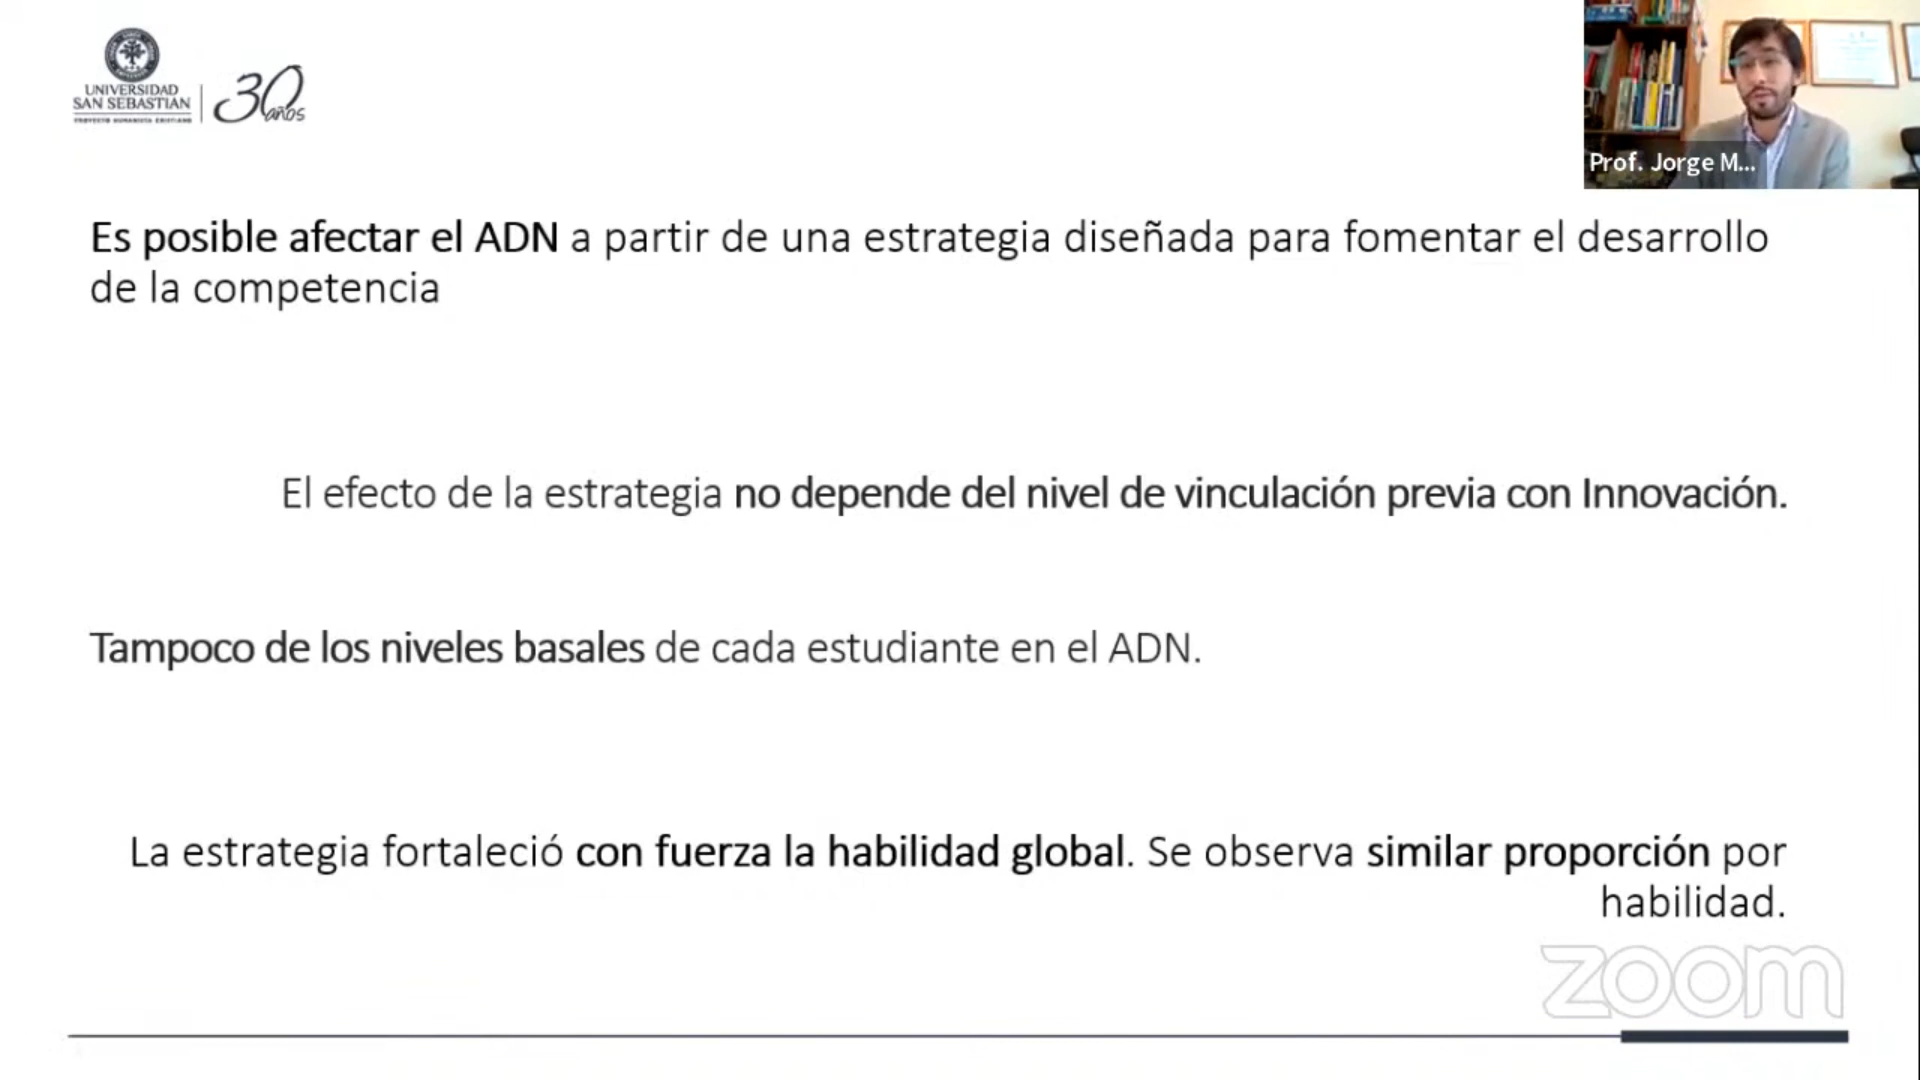 UNIVERSIDAD
SAN SEBASTIAN
PROYECTO HUMANISTA CRISTIANO
30 años
Prof. Jorge M...
Es posible afectar el ADN a partir de una estrategia diseñada para fomentar el desarrollo
de la competencia
El efecto de la estrategia no depende del nivel de vinculación previa con Innovación.
Tampoco de los niveles basales de cada estudiante en el ADN.
La estrategia fortaleció con fuerza la habilidad global. Se observa similar proporción por
habilidad.
zoom